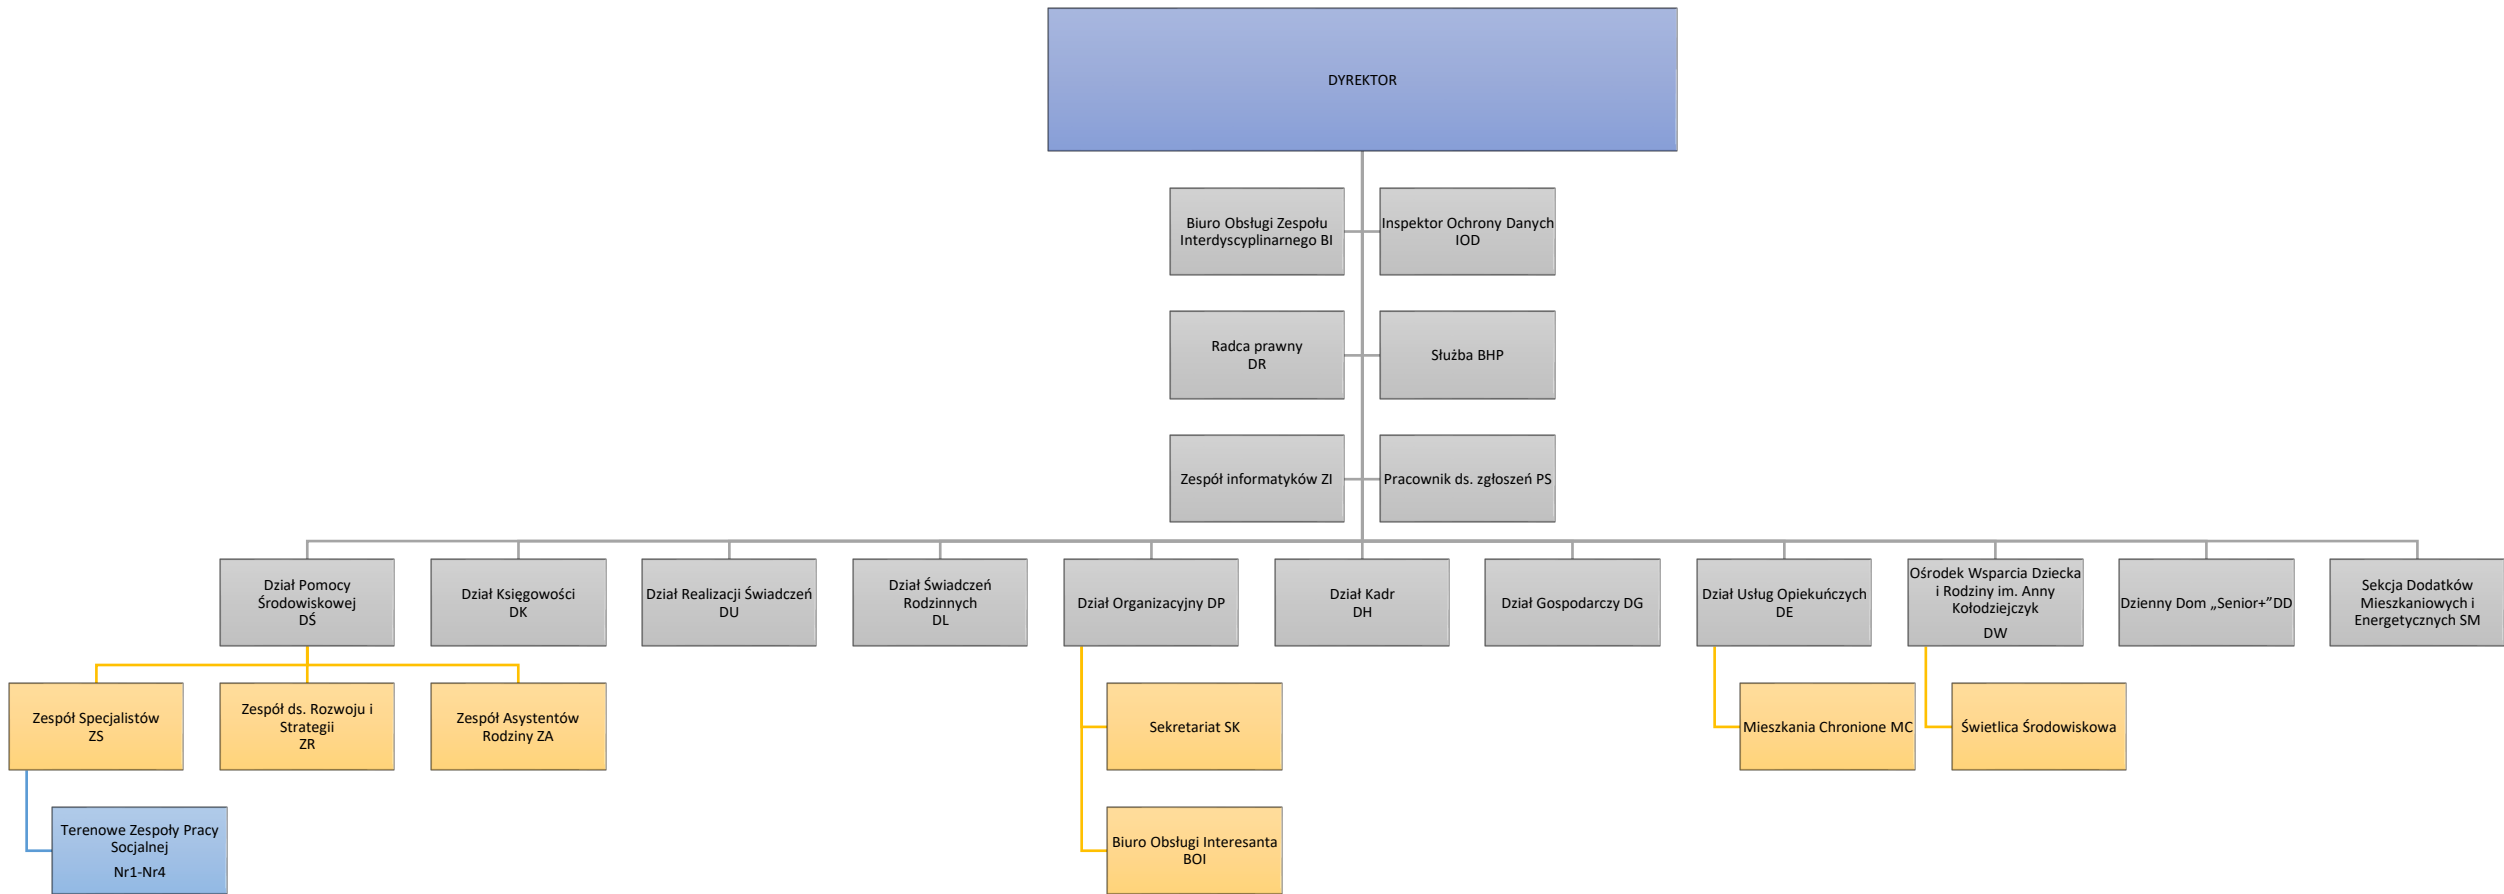 DYREKTOR
Biuro Obsługi Zespołu
Interdyscyplinarnego BI
Inspektor Ochrony Danych
IOD
Radca prawny
DR
Służba BHP
Zespół informatyków ZI
Pracownik ds. zgłoszeń PS
Dział Pomocy
Środowiskowej
DŚ
Dział Księgowości
DK
Dział Realizacji Świadczeń
DU
Dział Świadczeń
Rodzinnych
DL
Dział Organizacyjny DP
Dział Kadr
DH
Dział Gospodarczy DG
Dział Usług Opiekuńczych
DE
Ośrodek Wsparcia Dziecka
i Rodziny im. Anny
Kołodziejczyk
DW
Dzienny Dom „Senior+”DD
Sekcja Dodatków
Mieszkaniowych i
Energetycznych SM
Zespół Specjalistów
ZS
Zespół ds. Rozwoju i
Strategii
ZR
Zespół Asystentów
Rodziny ZA
Sekretariat SK
Mieszkania Chronione MC
Świetlica Środowiskowa
Terenowe Zespoły Pracy
Socjalnej
Nr1-Nr4
Biuro Obsługi Interesanta
BOI